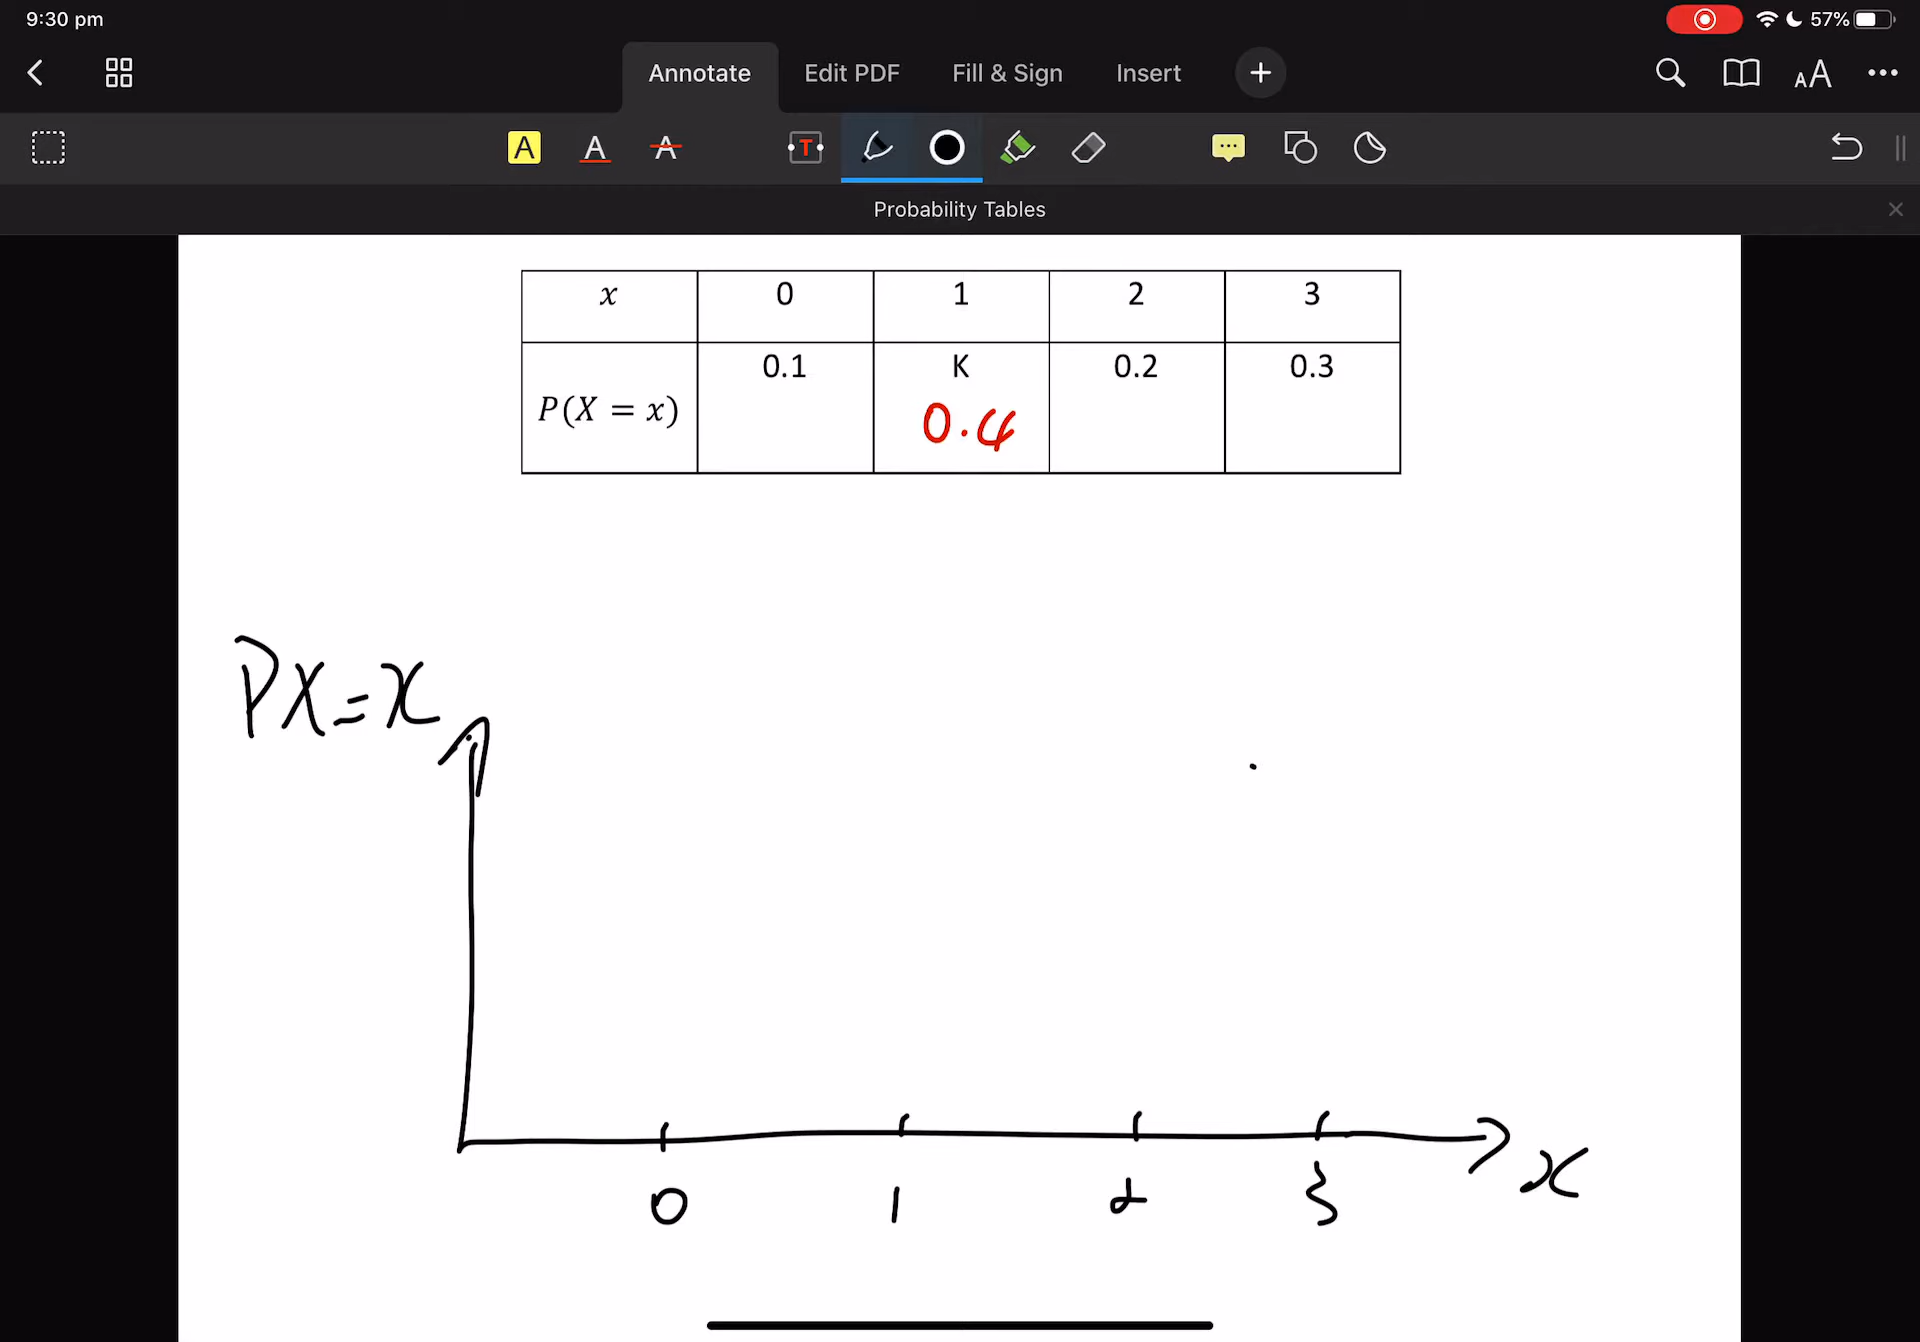 9:30 pm
57%
Annotate Edit PDF Fill & Sign Insert
AA
A A A T
Probability Tables
x 0 1 2 3
P(X = x) 0.1 K 0.2 0.3
0.4
PX=x
x
0 1 2 3